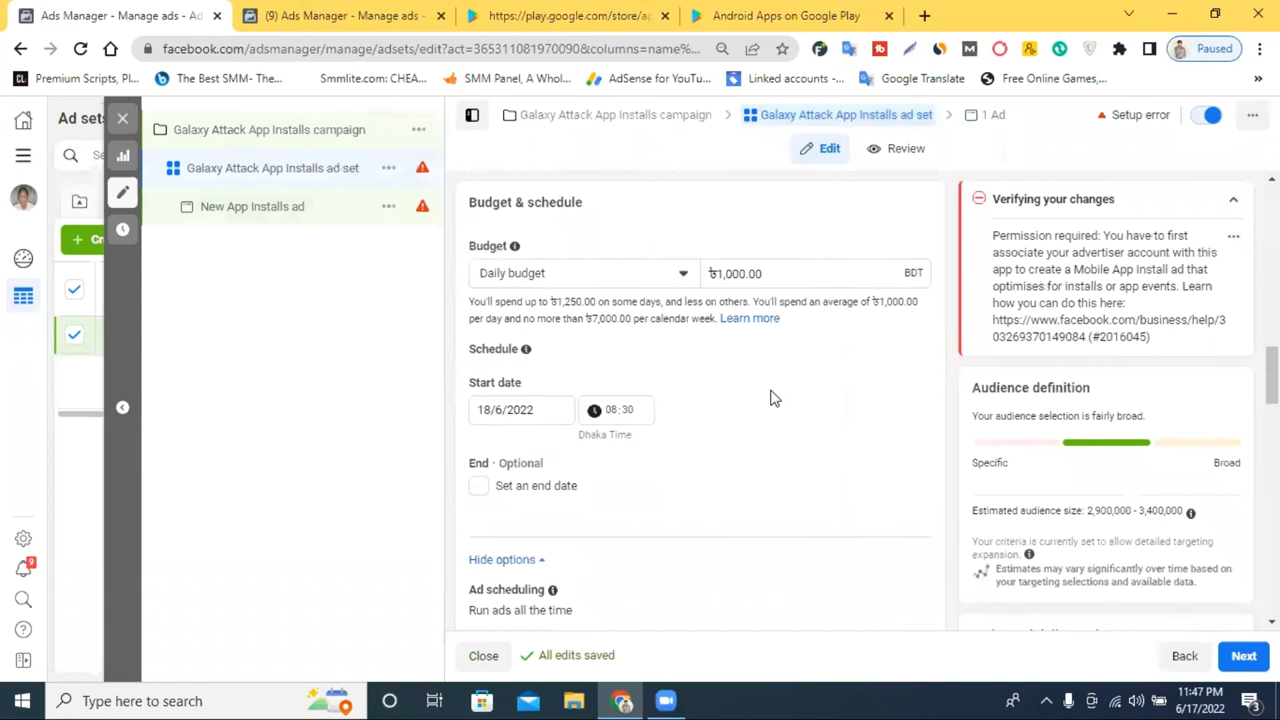 Ads Manager - Manage ads - Ad
(9) Ads Manager - Manage ads -
https://play.google.com/store/ap
Android Apps on Google Play
facebook.com/adsmanager/manage/adsets/edit?act=365311081970090&columns=name%...
Paused
Premium Scripts, Pl...
The Best SMM- The...
Smmlite.com: CHEA...
SMM Panel, A Whol...
AdSense for YouTu...
Linked accounts -...
Google Translate
Free Online Games,...
Ad sets
Se
Cr
Galaxy Attack App Installs campaign
Galaxy Attack App Installs ad set
New App Installs ad
Galaxy Attack App Installs campaign
Galaxy Attack App Installs ad set
1 Ad
Setup error
Edit
Review
Budget & schedule
Budget
Daily budget
৳1,000.00
BDT
You'll spend up to ৳1,250.00 on some days, and less on others. You'll spend an average of ৳1,000
per day and no more than ৳7,000.00 per calendar week. Learn more
Schedule
Start date
18/6/2022
08:30
Dhaka Time
End · Optional
Set an end date
Hide options
Ad scheduling
Run ads all the time
Verifying your changes
Permission required: You have to first
associate your advertiser account with this
app to create a Mobile App Install ad that
optimises for installs or app events. Learn
how you can do this here:
https://www.facebook.com/business/help/3
03269370149084 (#2016045)
Audience definition
Your audience selection is fairly broad.
Specific
Broad
Estimated audience size: 2,900,000 - 3,400,000
Your criteria is currently set to allow detailed targeting
expansion.
Estimates may vary significantly over time based on
your targeting selections and available data.
Close
All edits saved
Back
Next
9
Type here to search
11:47 PM
6/17/2022
3